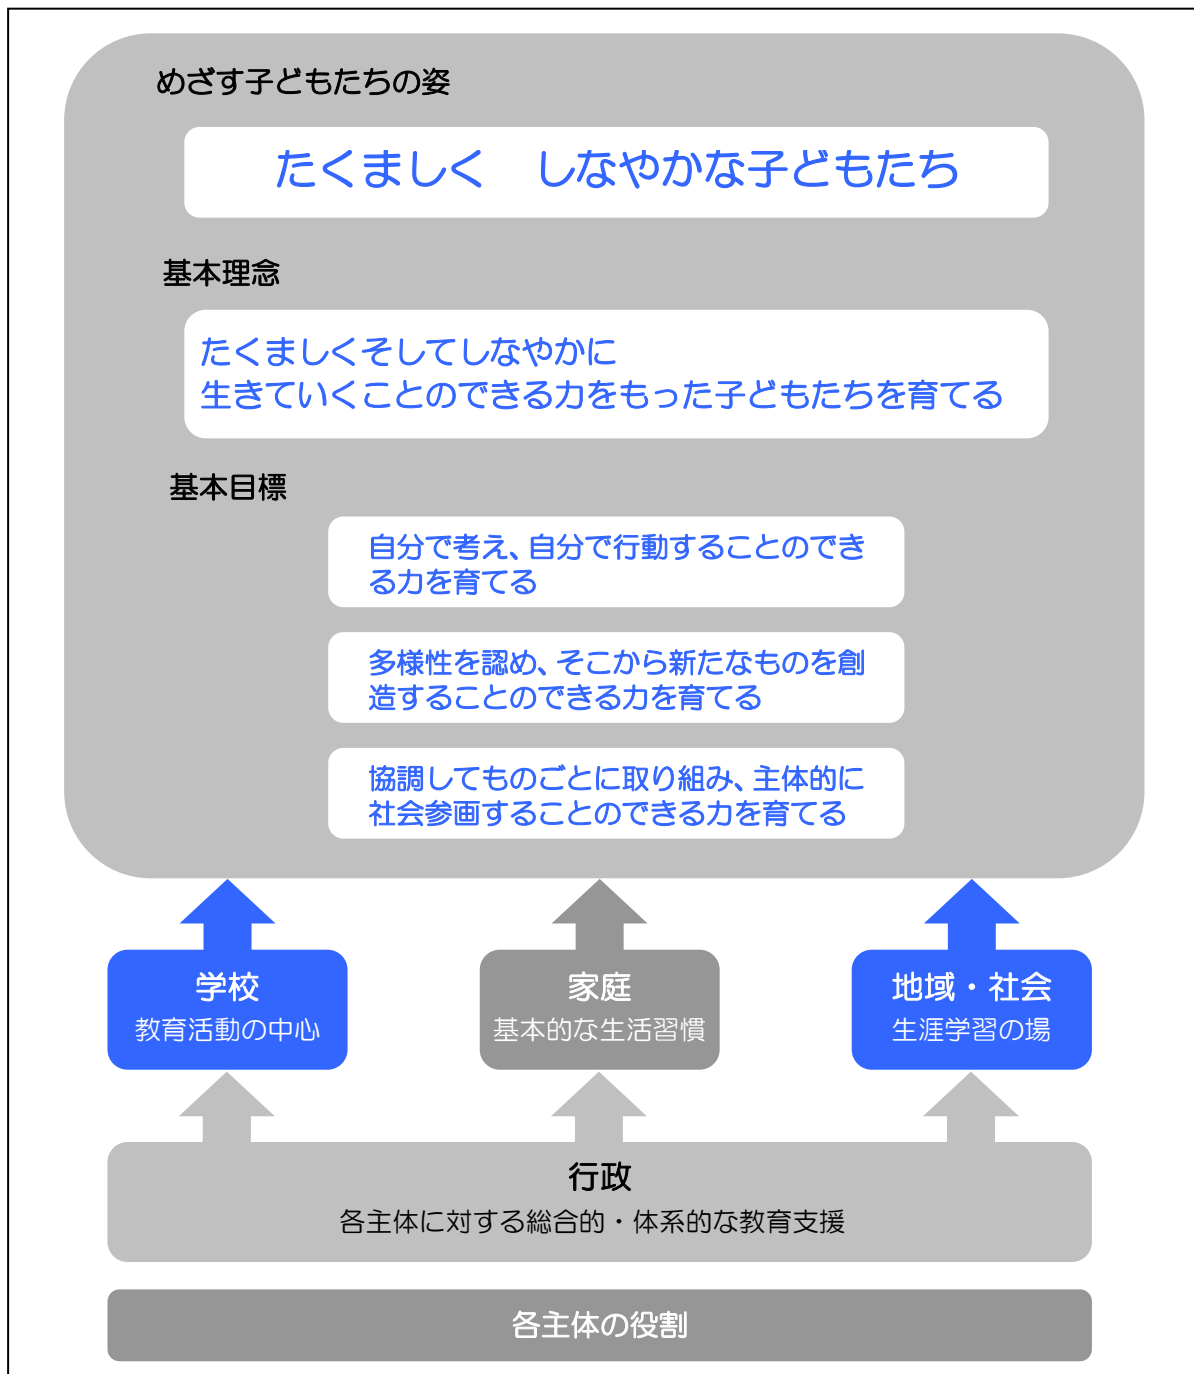 めざす子どもたちの姿
たくましく　しなやかな子どもたち
基本理念
たくましくそしてしなやかに
生きていくことのできる力をもった子どもたちを育てる
基本目標
自分で考え、自分で行動することのでき
る力を育てる
多様性を認め、そこから新たなものを創
造することのできる力を育てる
協調してものごとに取り組み、主体的に
社会参画することのできる力を育てる
学校
教育活動の中心
家庭
基本的な生活習慣
地域・社会
生涯学習の場
行政
各主体に対する総合的・体系的な教育支援
各主体の役割